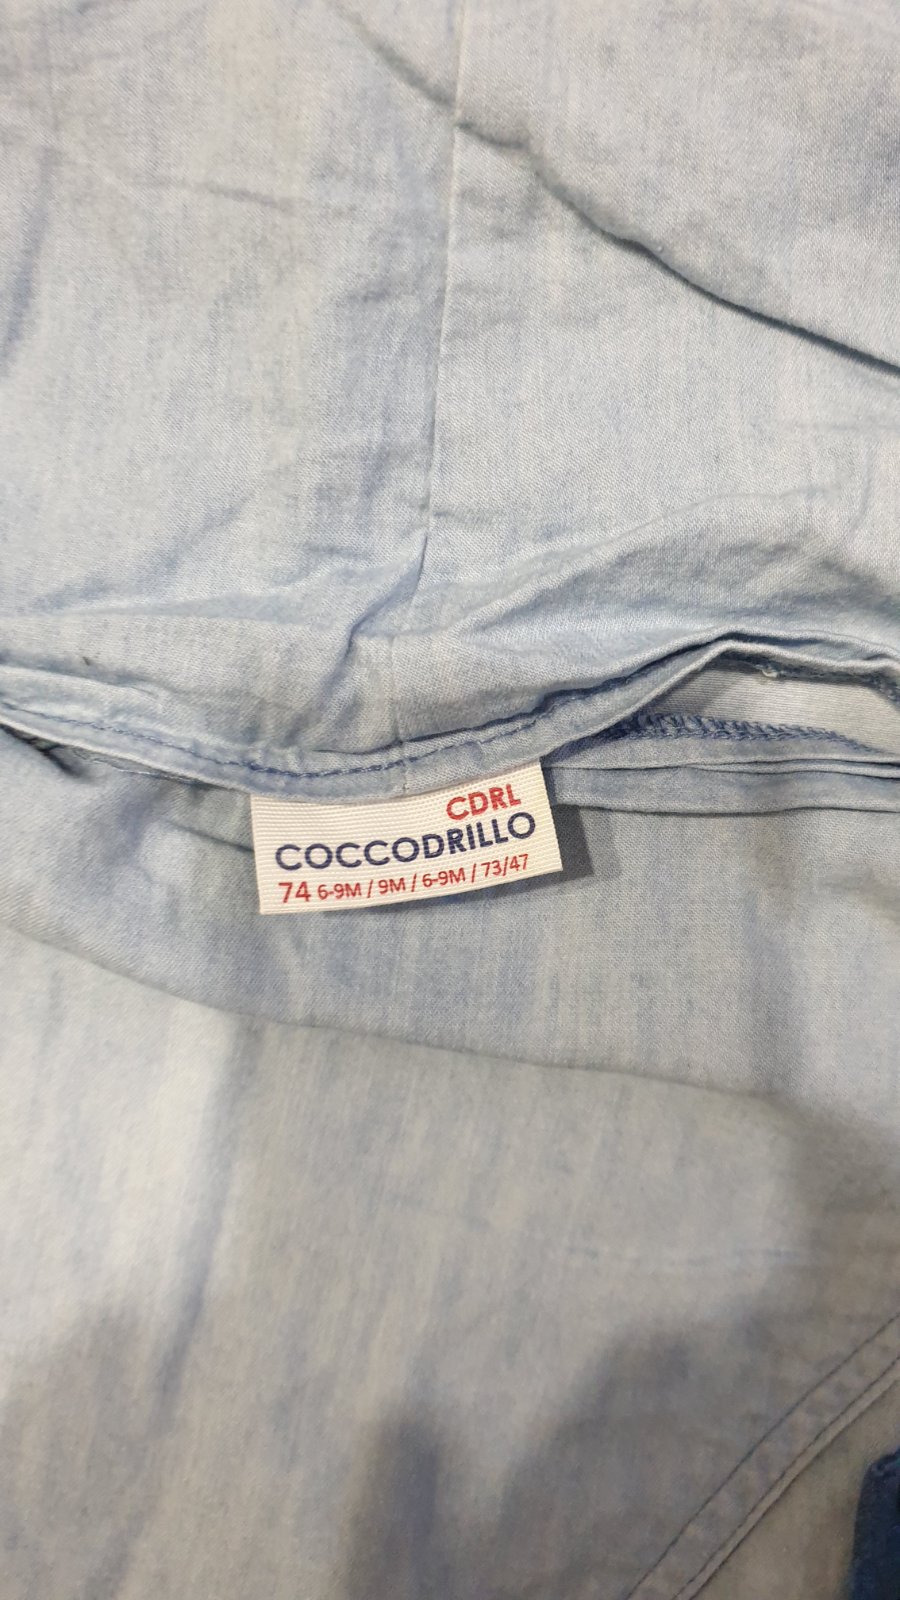 CDRL
COCCODRILLO
74 6-9M / 9M / 6-9M / 73/47